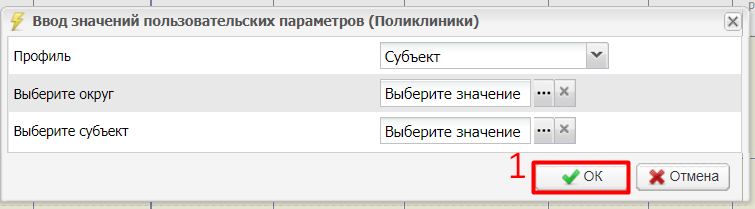 Ввод значений пользовательских параметров (Поликлиники)
Профиль Субъект
Выберите округ Выберите значение ...
Выберите субъект Выберите значение ...
1 ОК Отмена